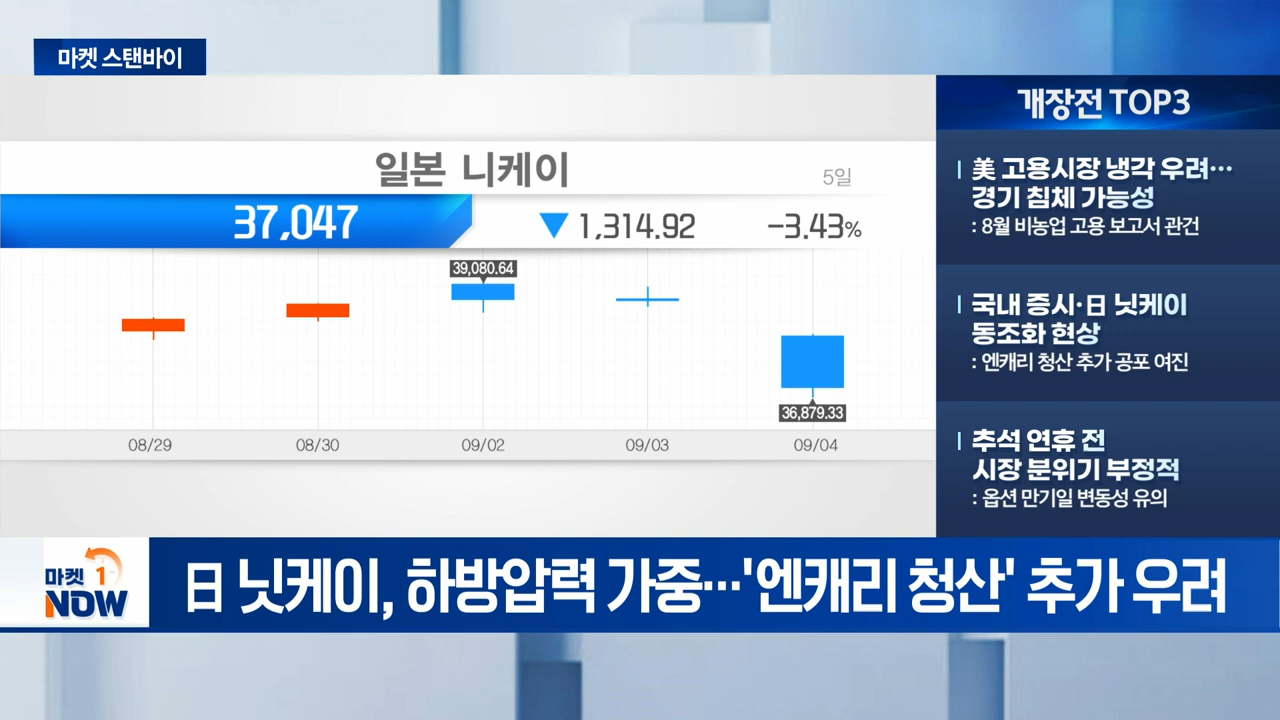 마켓 스탠바이
일본 니케이
5일
37,047
▼ 1,314.92
-3.43%
39,080.64
36,879.33
08/29
08/30
09/02
09/03
09/04
개장전 TOP3
美 고용시장 냉각 우려…
경기 침체 가능성
: 8월 비농업 고용 보고서 관건
국내 증시·日 닛케이
동조화 현상
: 엔캐리 청산 추가 공포 여진
추석 연휴 전
시장 분위기 부정적
: 옵션 만기일 변동성 유의
마켓 1
NOW
日 닛케이, 하방압력 가중…'엔캐리 청산' 추가 우려